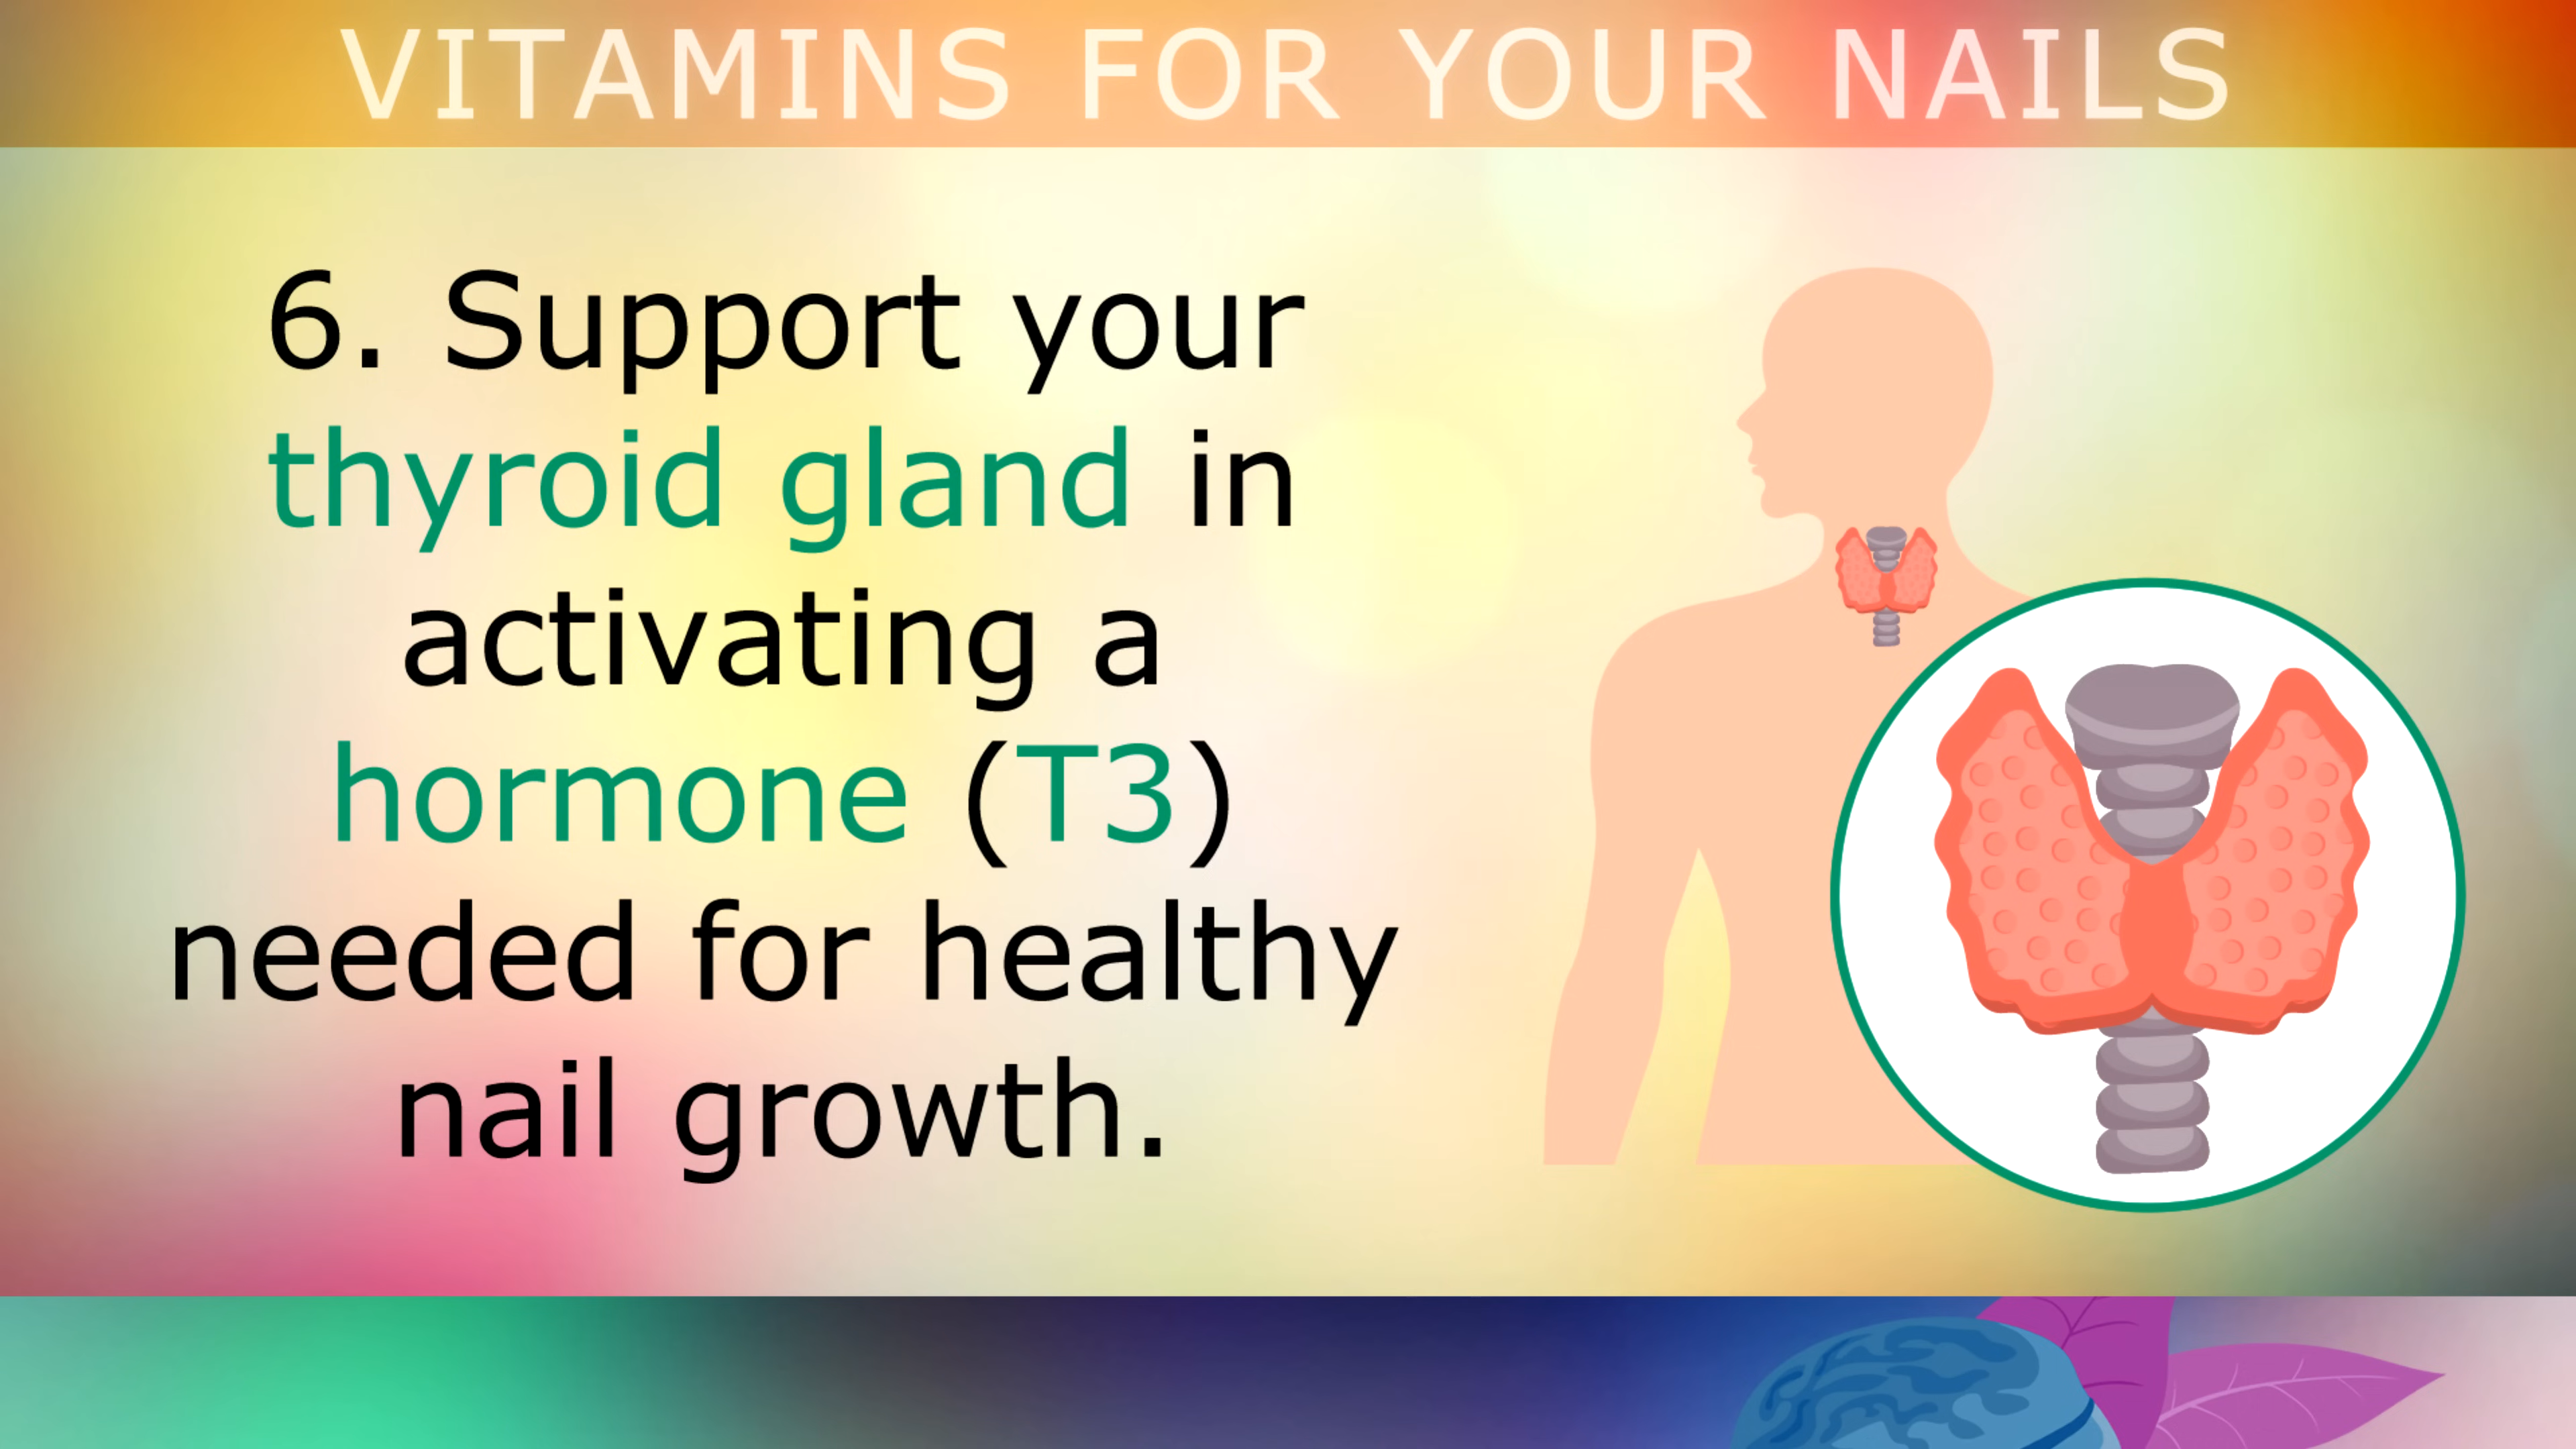 VITAMINS FOR YOUR NAILS
6. Support your
thyroid gland in
activating a
hormone (T3)
needed for healthy
nail growth.